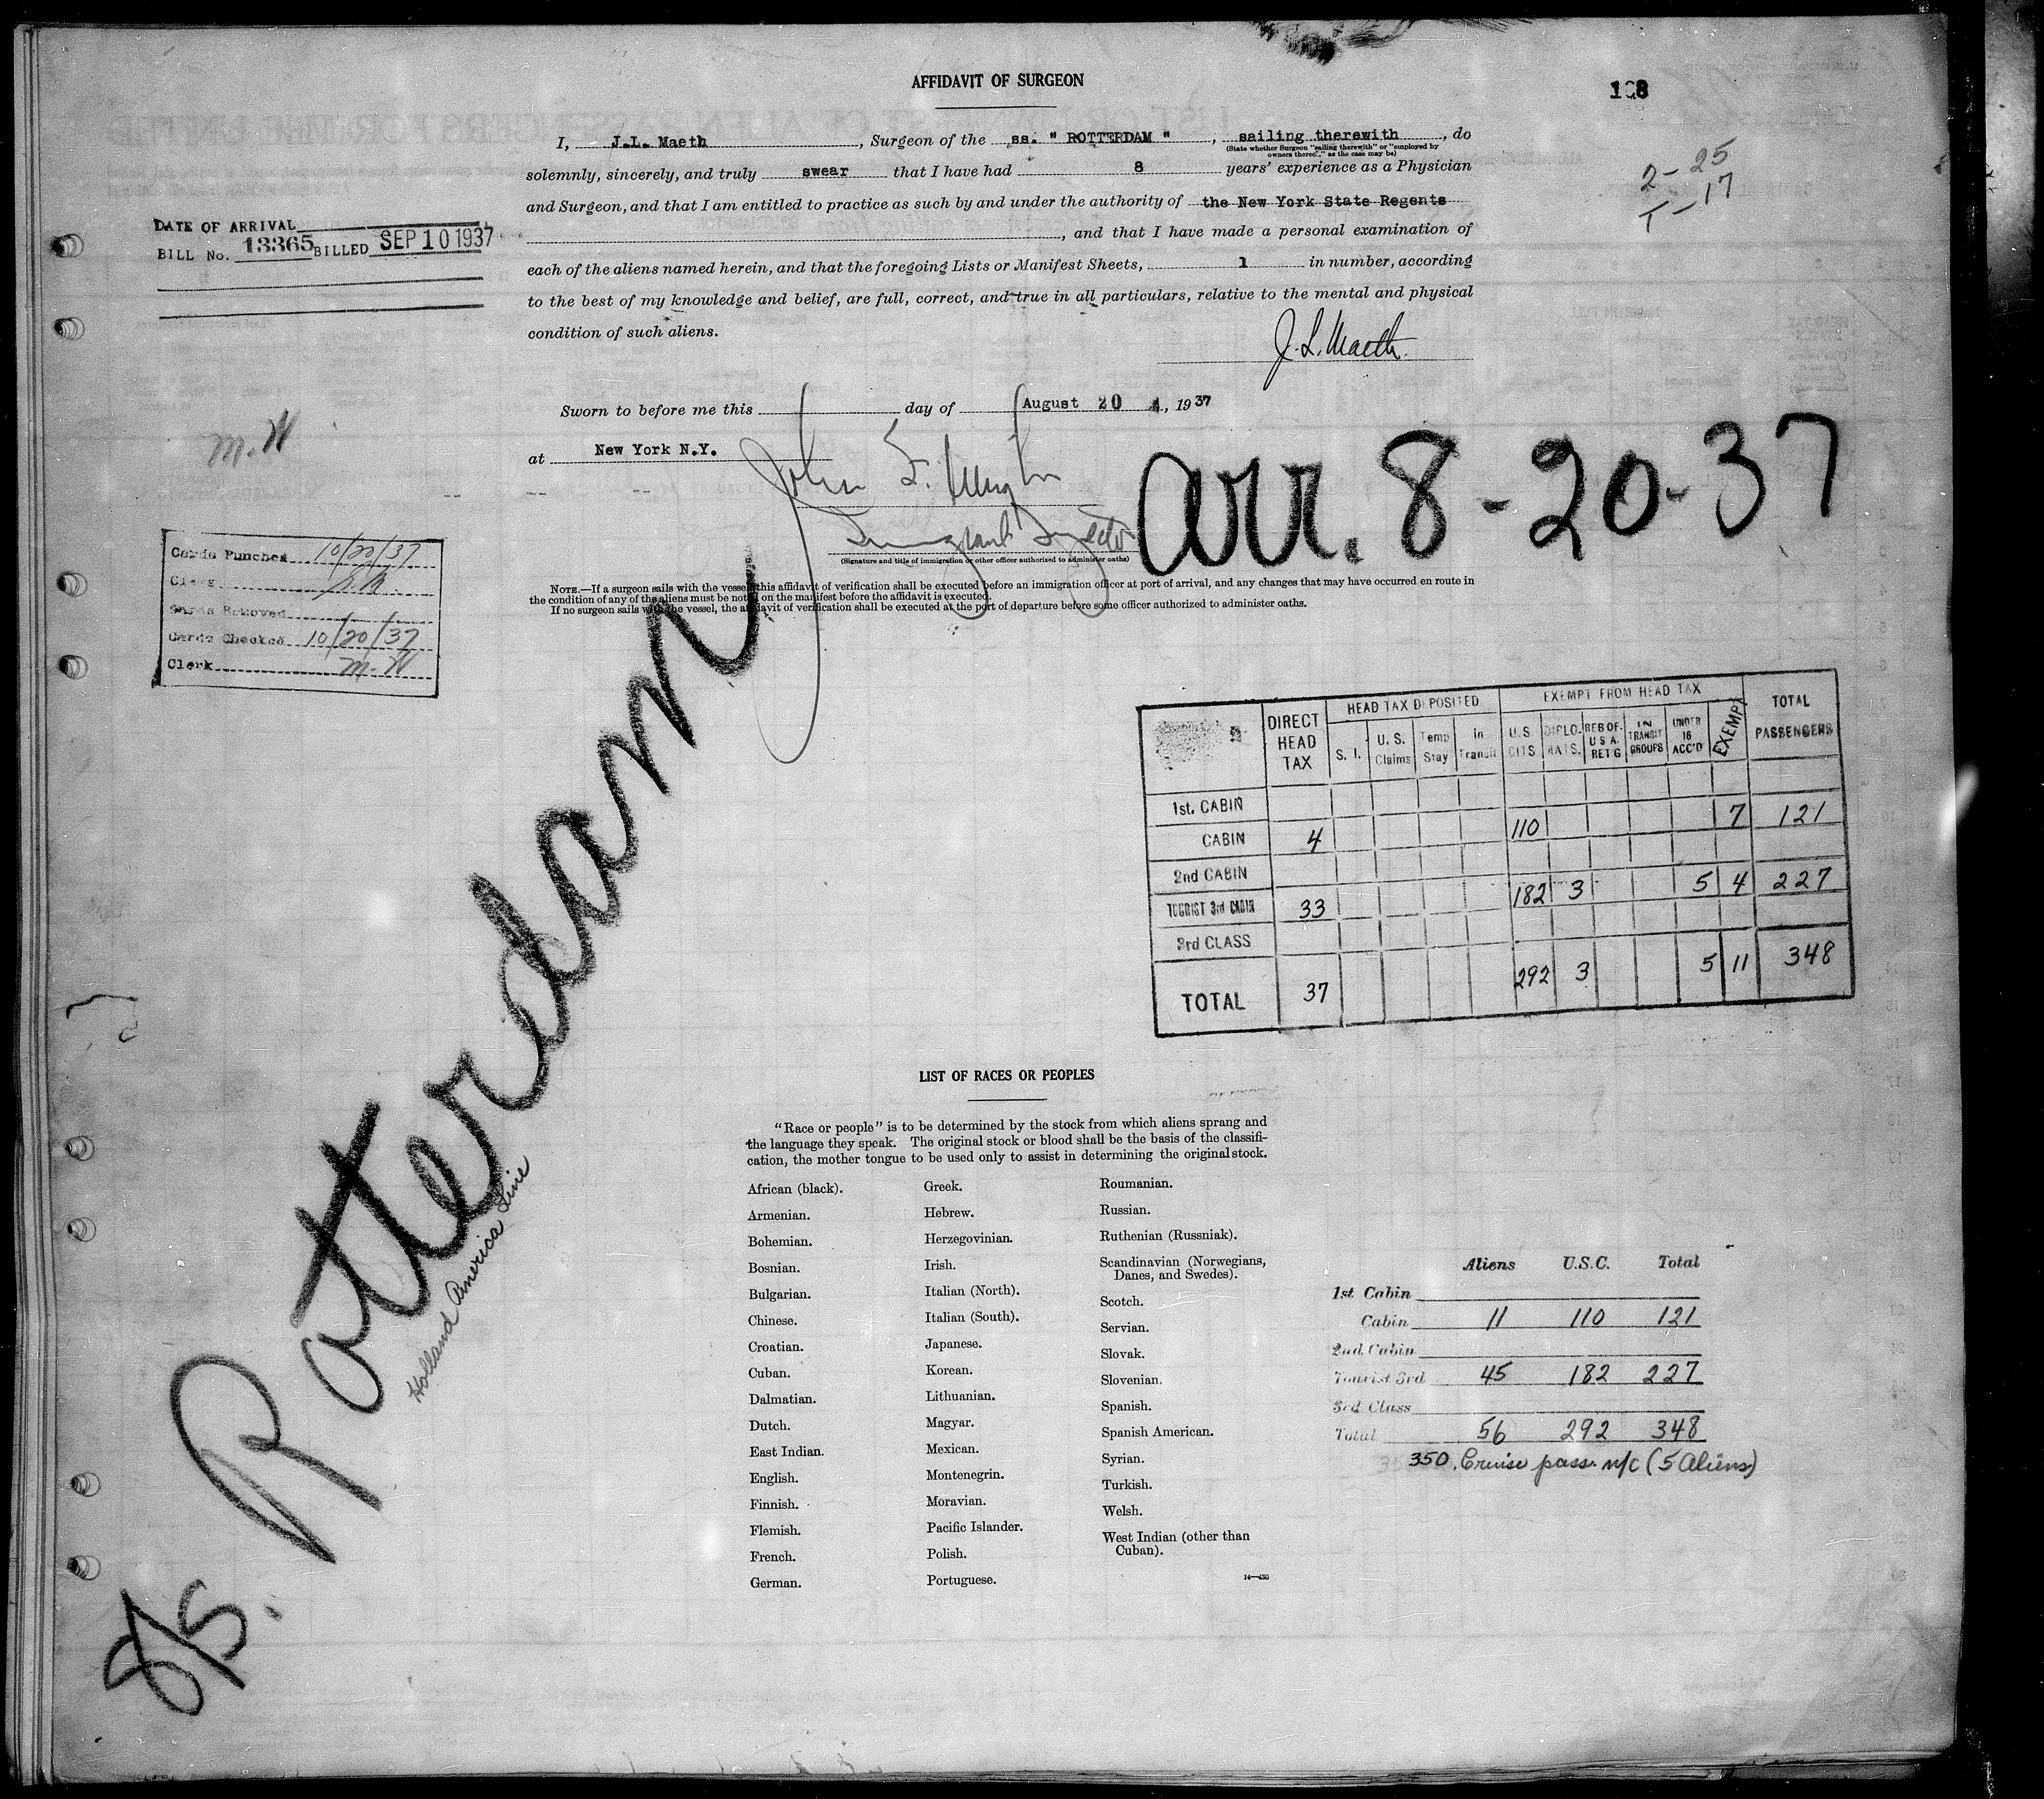 AFFIDAVIT OF SURGEON
108
I, J.L. Maeth, Surgeon of the ss. " ROTTERDAM ", sailing therewith, do
(State whether Surgeon "sailing therewith" or "employed by
owners thereof," as the case may be)
solemnly, sincerely, and truly swear that I have had 8 years' experience as a Physician
and Surgeon, and that I am entitled to practice as such by and under the authority of the New York State Regents
, and that I have made a personal examination of
each of the aliens named herein, and that the foregoing Lists or Manifest Sheets, 1 in number, according
to the best of my knowledge and belief, are full, correct, and true in all particulars, relative to the mental and physical
condition of such aliens.
J. L. Maeth.
2 - 25
T - 17
DATE OF ARRIVAL
BILL No. 13365 BILLED SEP 10 1937
Sworn to before me this day of August 20, 1937
at New York N.Y.
John
Immigrant Inspector
(Signature and title of immigration or other officer authorized to administer oaths)
arr. 8-20-37
M.W
Cards Punched 10/20/37
Clerk
Cards Removed
Cards Checked 10/20/37
Clerk M.W
NOTE.—If a surgeon sails with the vessel, this affidavit of verification shall be executed before an immigration officer at port of arrival, and any changes that may have occurred en route in
the condition of any of the aliens must be noted on the manifest before the affidavit is executed.
If no surgeon sails with the vessel, the affidavit of verification shall be executed at the port of departure before some officer authorized to administer oaths.
S/S. Rotterdam
Holland America Line
DIRECT HEAD TAX HEAD TAX DEPOSITED EXEMPT FROM HEAD TAX TOTAL PASSENGERS
S. I. U. S. Claims Temp Stay in Transit U.S. CITS DIPLO-MATS. REB OF- U S A- RET'G IN TRANSIT GROUPS UNDER 16 ACC'D EXEMPT
1st. CABIN
CABIN 4 110 7 121
2nd CABIN
TOURIST 3rd CABIN 33 182 3 5 4 227
3rd CLASS
TOTAL 37 292 3 5 11 348
LIST OF RACES OR PEOPLES
"Race or people" is to be determined by the stock from which aliens sprang and
the language they speak. The original stock or blood shall be the basis of the classifi-
cation, the mother tongue to be used only to assist in determining the original stock.
African (black).
Armenian.
Bohemian.
Bosnian.
Bulgarian.
Chinese.
Croatian.
Cuban.
Dalmatian.
Dutch.
East Indian.
English.
Finnish.
Flemish.
French.
German.
Greek.
Hebrew.
Herzegovinian.
Irish.
Italian (North).
Italian (South).
Japanese.
Korean.
Lithuanian.
Magyar.
Mexican.
Montenegrin.
Moravian.
Pacific Islander.
Polish.
Portuguese.
Roumanian.
Russian.
Ruthenian (Russniak).
Scandinavian (Norwegians,
Danes, and Swedes).
Scotch.
Servian.
Slovak.
Slovenian.
Spanish.
Spanish American.
Syrian.
Turkish.
Welsh.
West Indian (other than
Cuban).
14—430
Aliens U.S.C. Total
1st Cabin
Cabin 11 110 121
2nd Cabin
Tourist 3rd 45 182 227
3rd Class
Total 56 292 348
350 Cruise pass. n/c (5 Aliens)